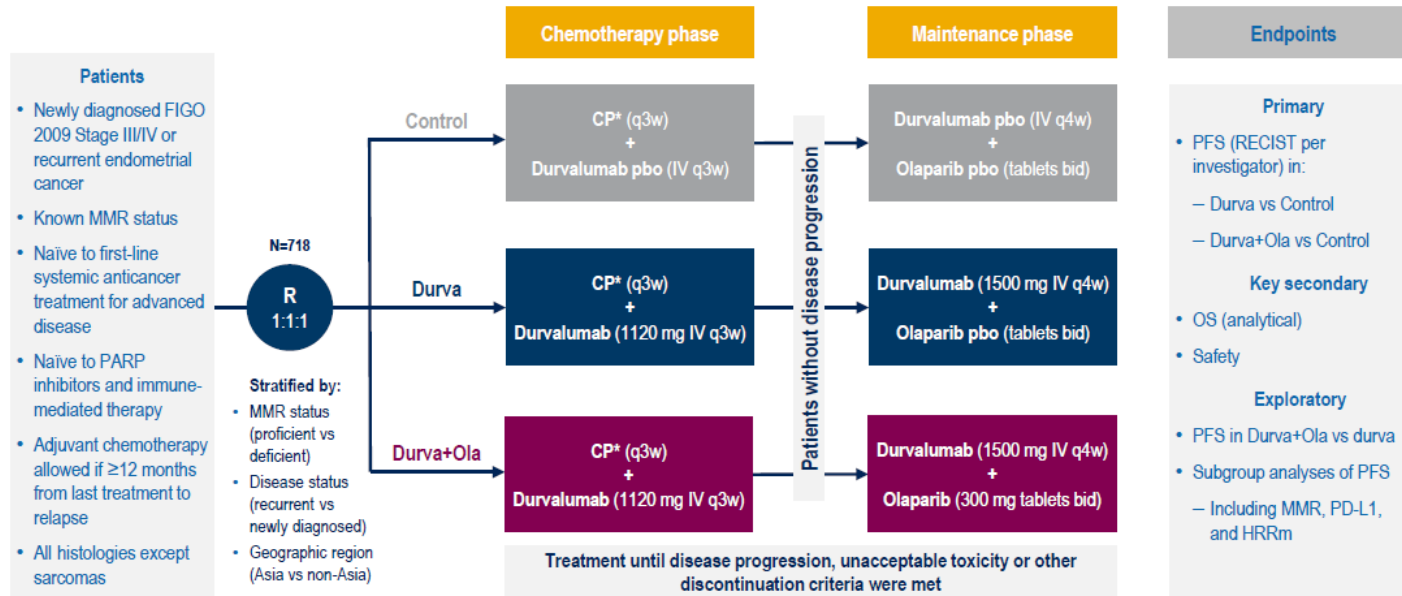 Patients
• Newly diagnosed FIGO
2009 Stage III/IV or
recurrent endometrial
cancer
• Known MMR status
• Naïve to first-line
systemic anticancer
treatment for advanced
disease
• Naïve to PARP
inhibitors and immune-
mediated therapy
• Adjuvant chemotherapy
allowed if ≥12 months
from last treatment to
relapse
• All histologies except
sarcomas
N=718
R
1:1:1
Stratified by:
• MMR status
(proficient vs
deficient)
• Disease status
(recurrent vs
newly diagnosed)
• Geographic region
(Asia vs non-Asia)
Control
Durva
Durva+Ola
Chemotherapy phase
CP* (q3w)
+
Durvalumab pbo (IV q3w)
CP* (q3w)
+
Durvalumab (1120 mg IV q3w)
CP* (q3w)
+
Durvalumab (1120 mg IV q3w)
Patients without disease progression
Maintenance phase
Durvalumab pbo (IV q4w)
+
Olaparib pbo (tablets bid)
Durvalumab (1500 mg IV q4w)
+
Olaparib pbo (tablets bid)
Durvalumab (1500 mg IV q4w)
+
Olaparib (300 mg tablets bid)
Treatment until disease progression, unacceptable toxicity or other
discontinuation criteria were met
Endpoints
Primary
• PFS (RECIST per
investigator) in:
– Durva vs Control
– Durva+Ola vs Control
Key secondary
• OS (analytical)
• Safety
Exploratory
• PFS in Durva+Ola vs durva
• Subgroup analyses of PFS
– Including MMR, PD-L1,
and HRRm